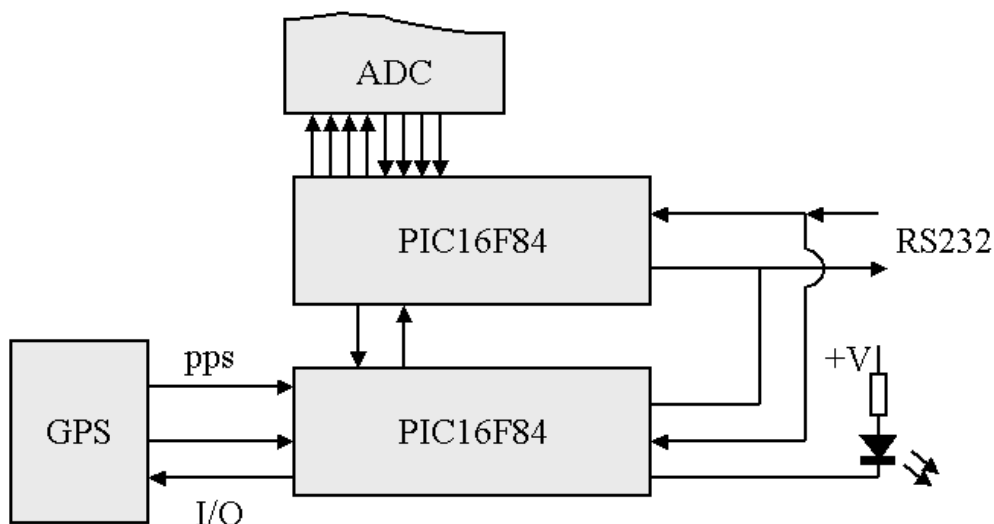 ADC
PIC16F84
RS232
pps
+V
GPS
PIC16F84
I/O